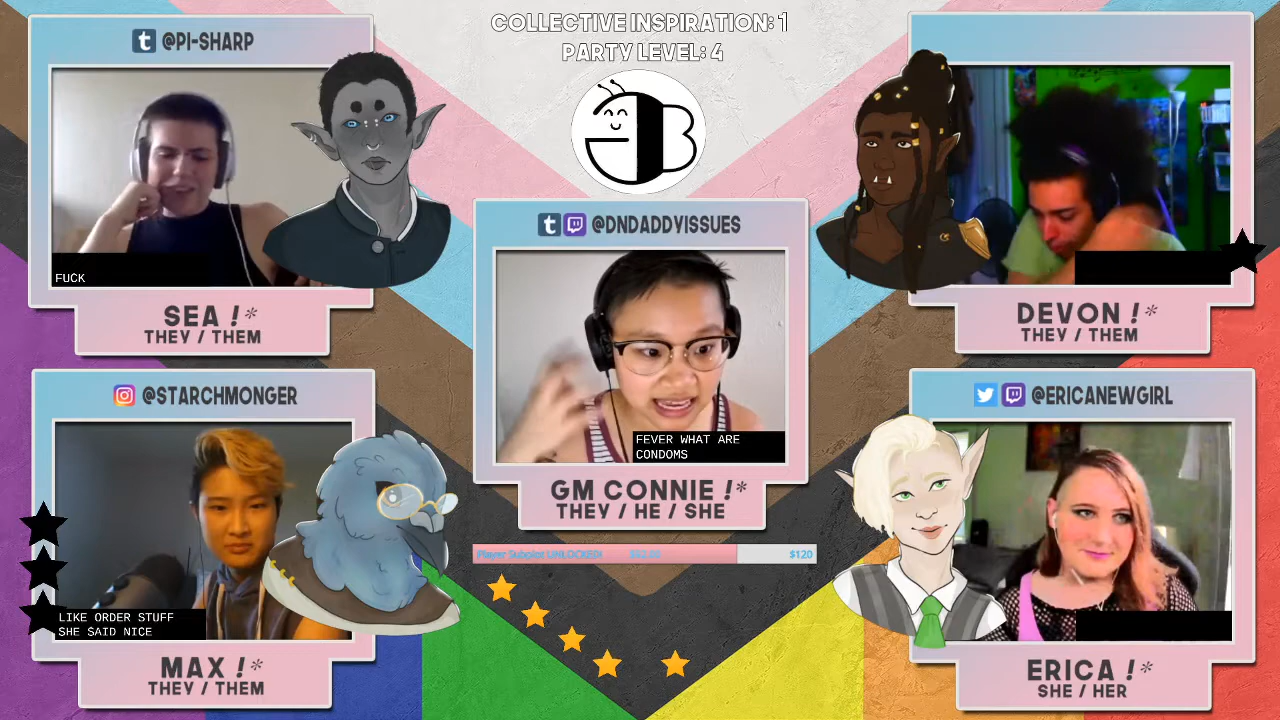 COLLECTIVE INSPIRATION: 1
PARTY LEVEL: 4
@PI-SHARP
FUCK
SEA !*
THEY / THEM
@DNDADDYISSUES
FEVER WHAT ARE
CONDOMS
GM CONNIE !*
THEY / HE / SHE
DEVON !*
THEY / THEM
@STARCHMONGER
LIKE ORDER STUFF
SHE SAID NICE
MAX !*
THEY / THEM
Player Subplot UNLOCKED! $120
@ERICANEWGIRL
ERICA !*
SHE / HER